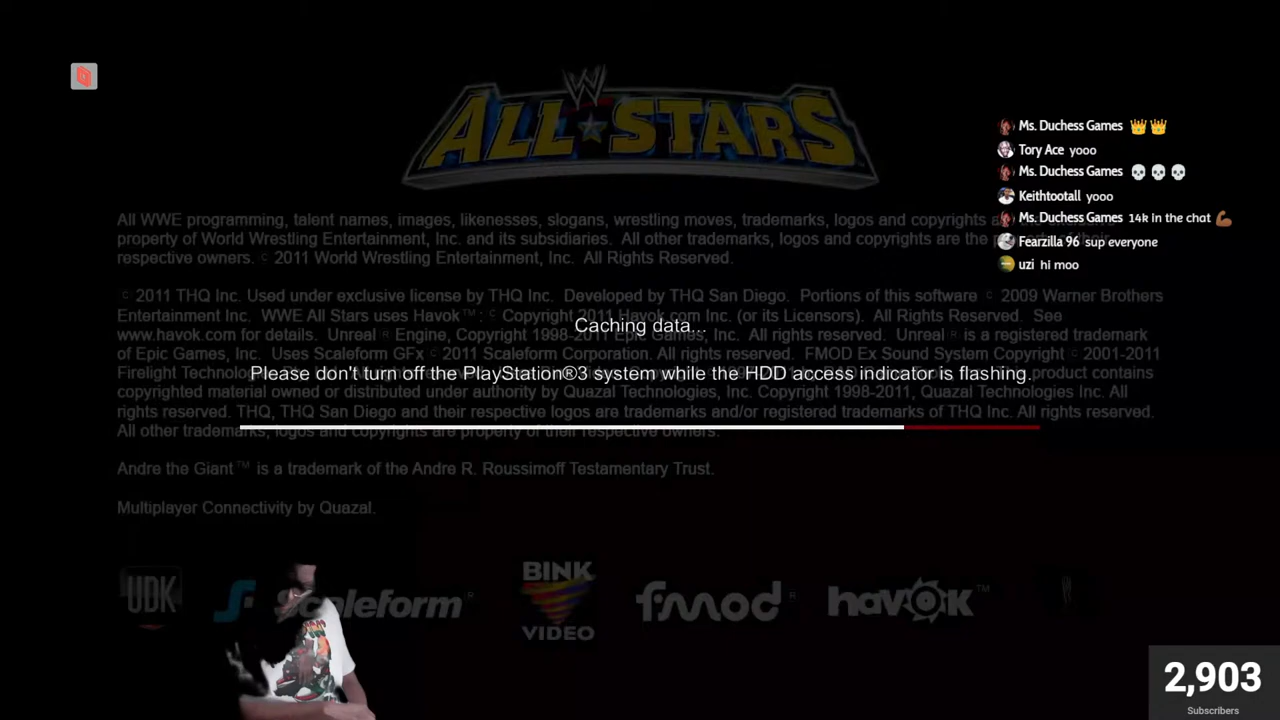 W
ALL STARS
Ms. Duchess Games 👑👑
Tory Ace yooo
Ms. Duchess Games 💀💀💀
Keithtootall yooo
Ms. Duchess Games 14k in the chat 💪🏾
Fearzilla 96 sup everyone
uzi hi moo
All WWE programming, talent names, images, likenesses, slogans, wrestling moves, trademarks, logos and copyrights
property of World Wrestling Entertainment, Inc. and its subsidiaries. All other trademarks, logos and copyrights are the
respective owners. © 2011 World Wrestling Entertainment, Inc. All Rights Reserved.
© 2011 THQ Inc. Used under exclusive license by THQ Inc. Developed by THQ San Diego. Portions of this software © 2009 Warner Brothers
Entertainment Inc. WWE All Stars uses Havok™: © Copyright 2011 Havok.com Inc. (or its Licensors). All Rights Reserved. See
Caching data...
www.havok.com for details. Unreal® Engine, Copyright 1998-2011 Epic Games, Inc. All rights reserved. Unreal® is a registered trademark
of Epic Games, Inc. Uses Scaleform GFx © 2011 Scaleform Corporation. All rights reserved. FMOD Ex Sound System Copyright © 2001-2011
Firelight Technolog product contains
Please don't turn off the PlayStation®3 system while the HDD access indicator is flashing.
copyrighted material owned or distributed under authority by Quazal Technologies, Inc. Copyright 1998-2011, Quazal Technologies Inc. All
rights reserved. THQ, THQ San Diego and their respective logos are trademarks and/or registered trademarks of THQ Inc. All rights reserved.
All other trademarks, logos and copyrights are property of their respective owners.
Andre the Giant™ is a trademark of the Andre R. Roussimoff Testamentary Trust.
Multiplayer Connectivity by Quazal.
UDK
Scaleform®
BINK
VIDEO
fmod®
havok™
2,903
Subscribers